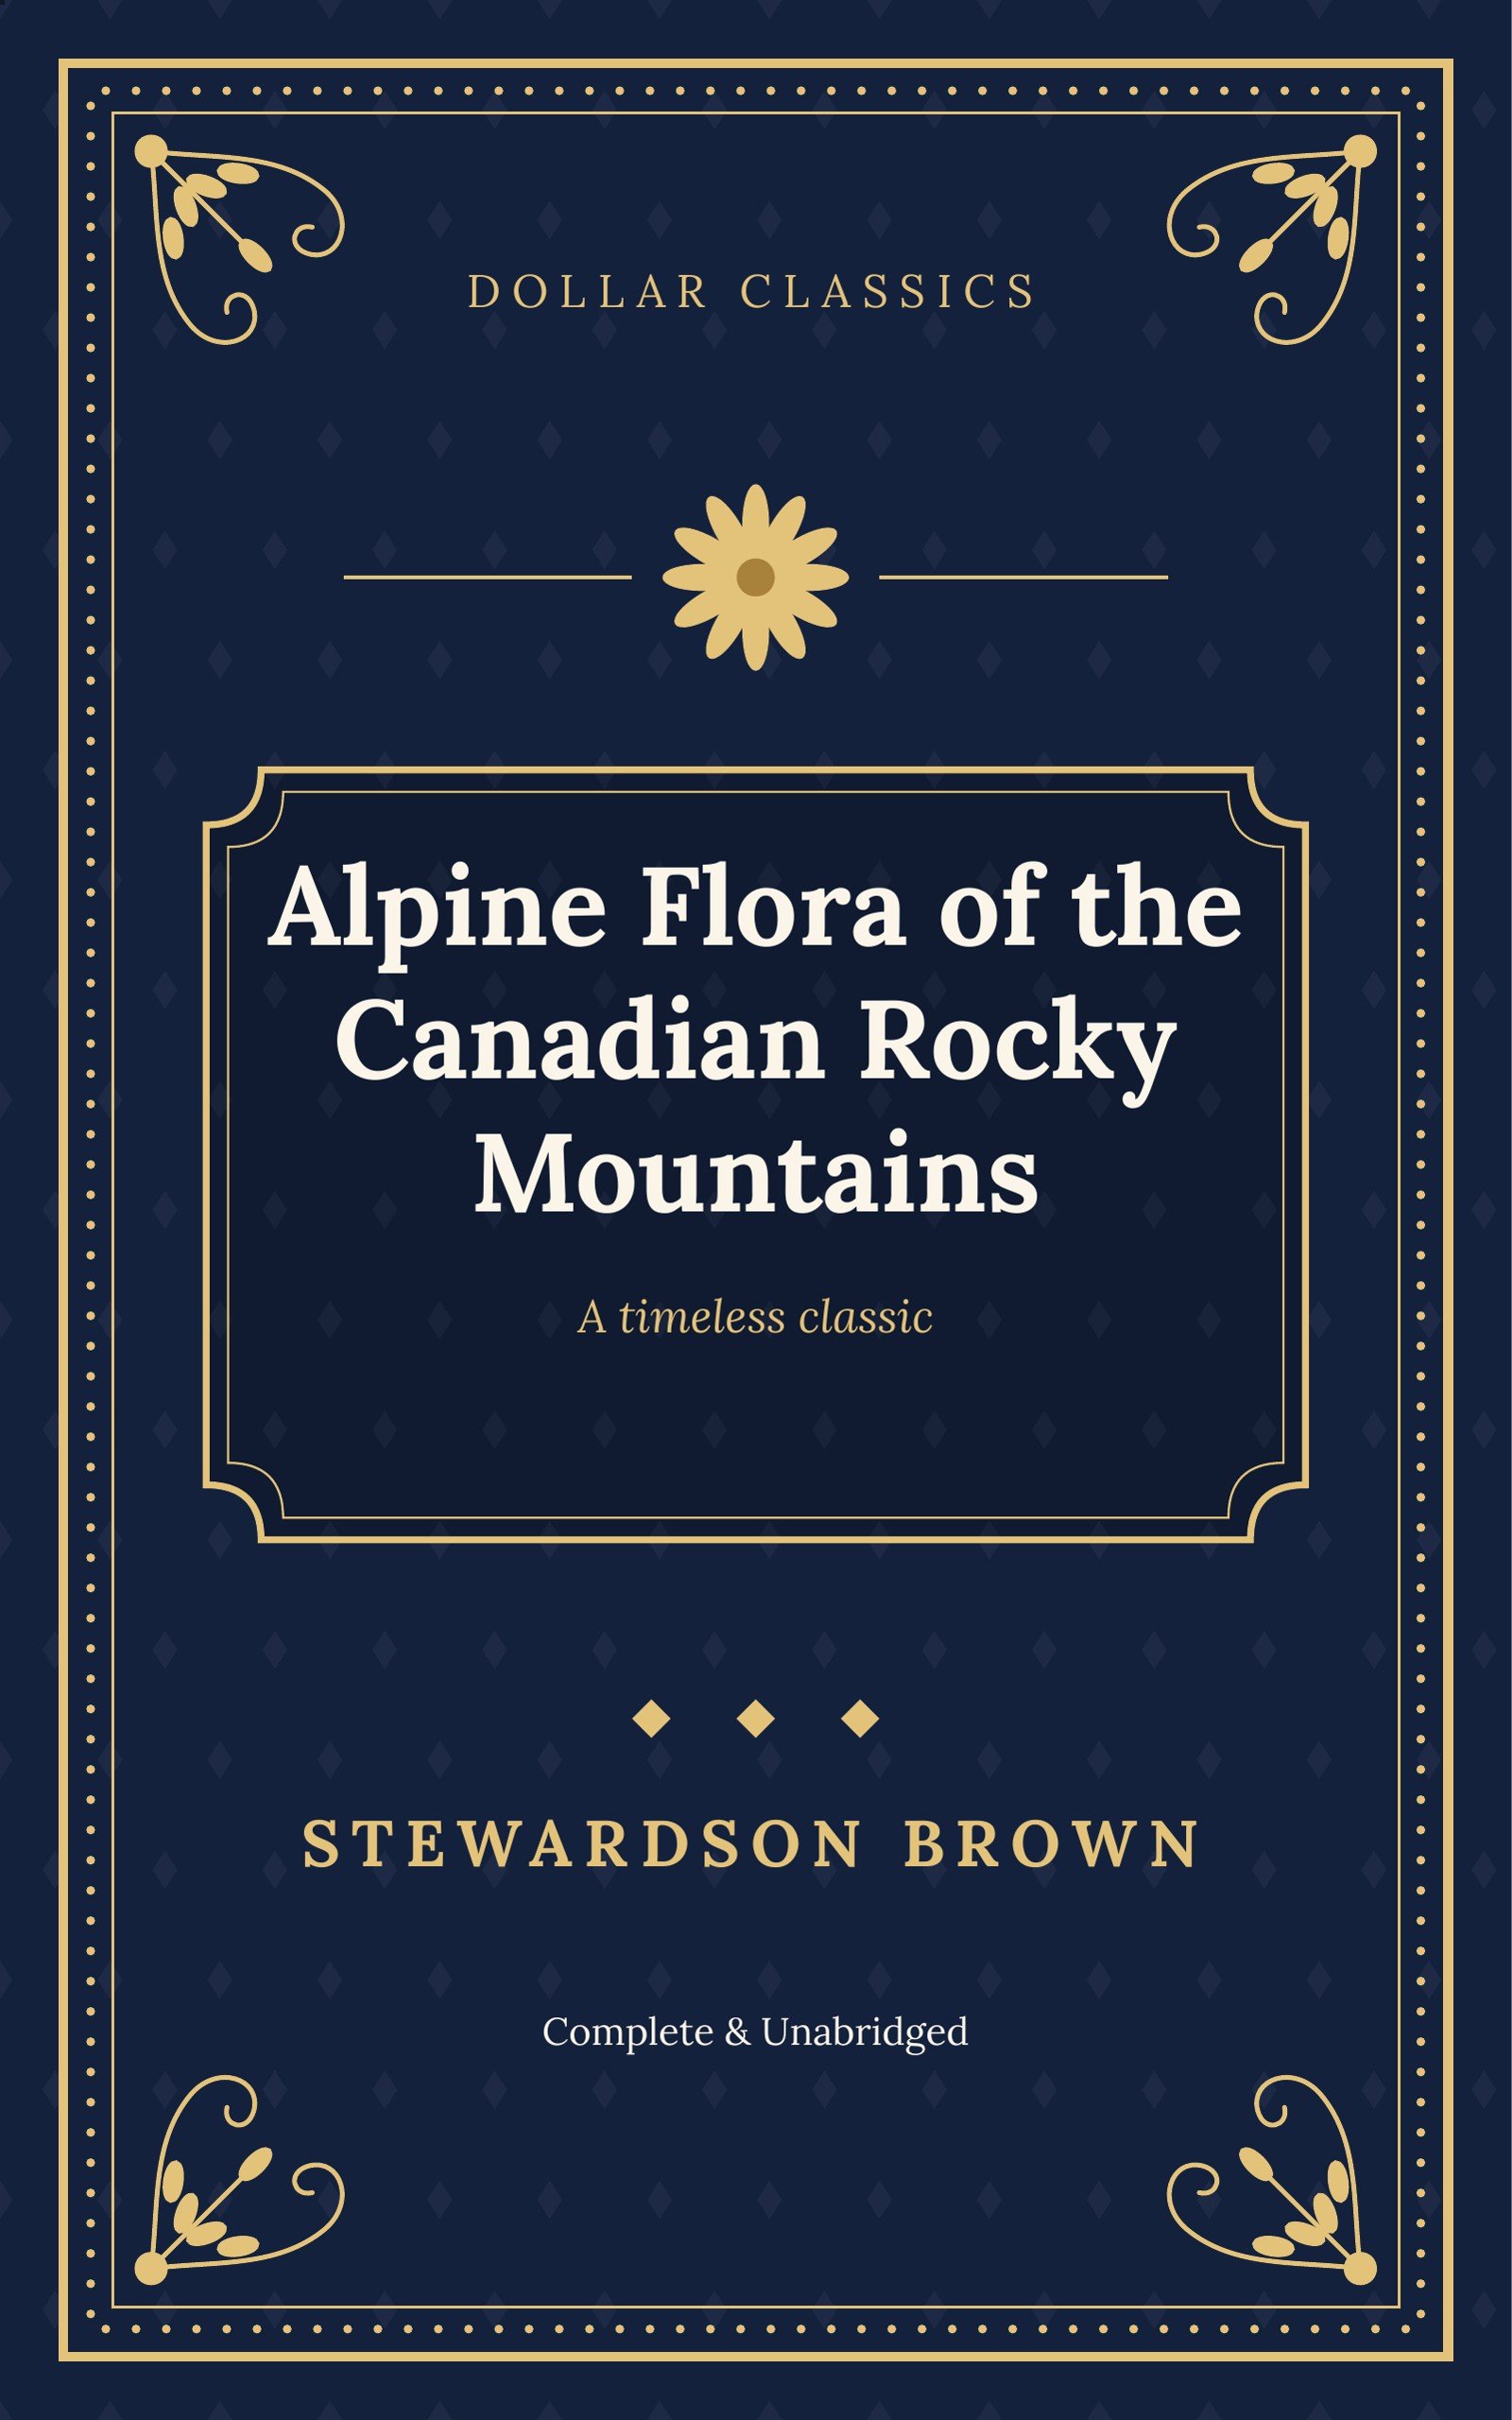 DOLLAR CLASSICS
Alpine Flora of the
Canadian Rocky
Mountains
A timeless classic
STEWARDSON BROWN
Complete & Unabridged